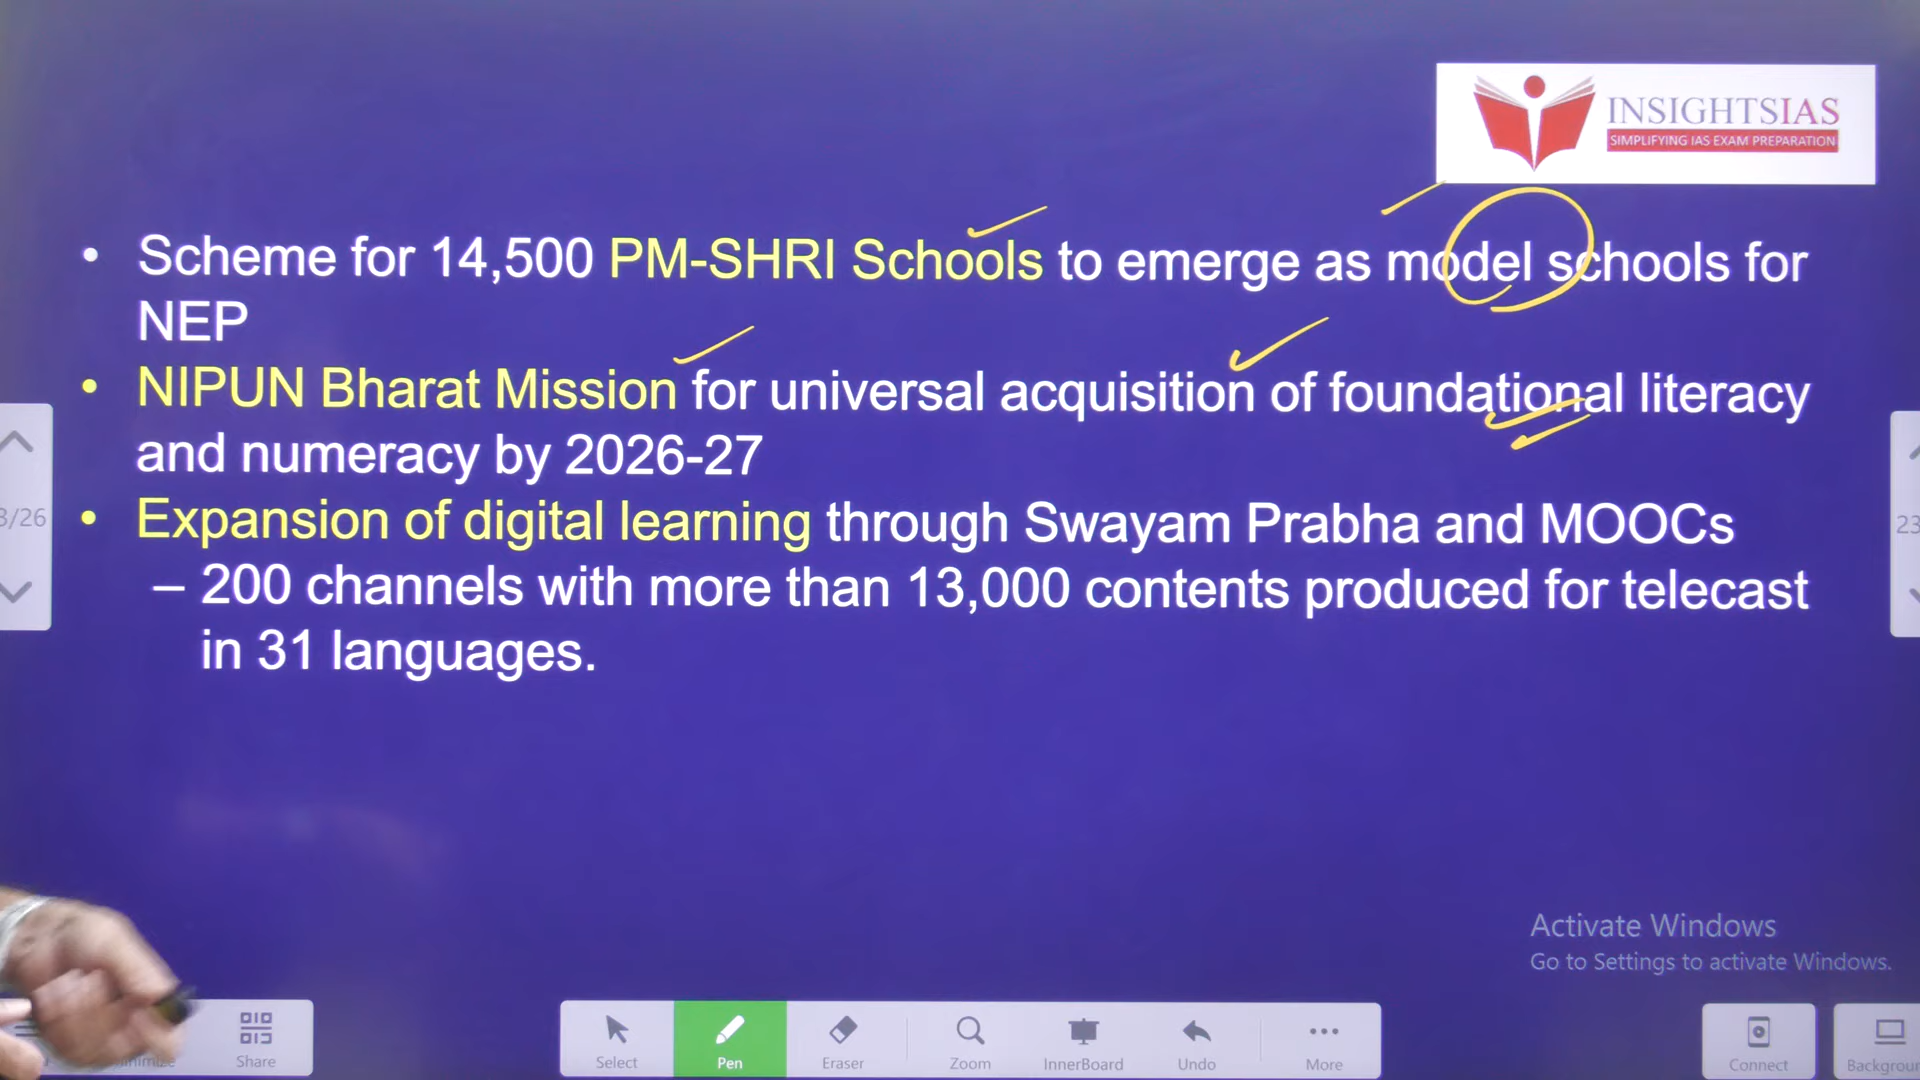 INSIGHTSIAS
SIMPLIFYING IAS EXAM PREPARATION
• Scheme for 14,500 PM-SHRI Schools to emerge as model schools for
NEP
• NIPUN Bharat Mission for universal acquisition of foundational literacy
and numeracy by 2026-27
• Expansion of digital learning through Swayam Prabha and MOOCs
– 200 channels with more than 13,000 contents produced for telecast
in 31 languages.
/26
23
Activate Windows
Go to Settings to activate Windows.
Share
Select
Pen
Eraser
Zoom
InnerBoard
Undo
More
Connect